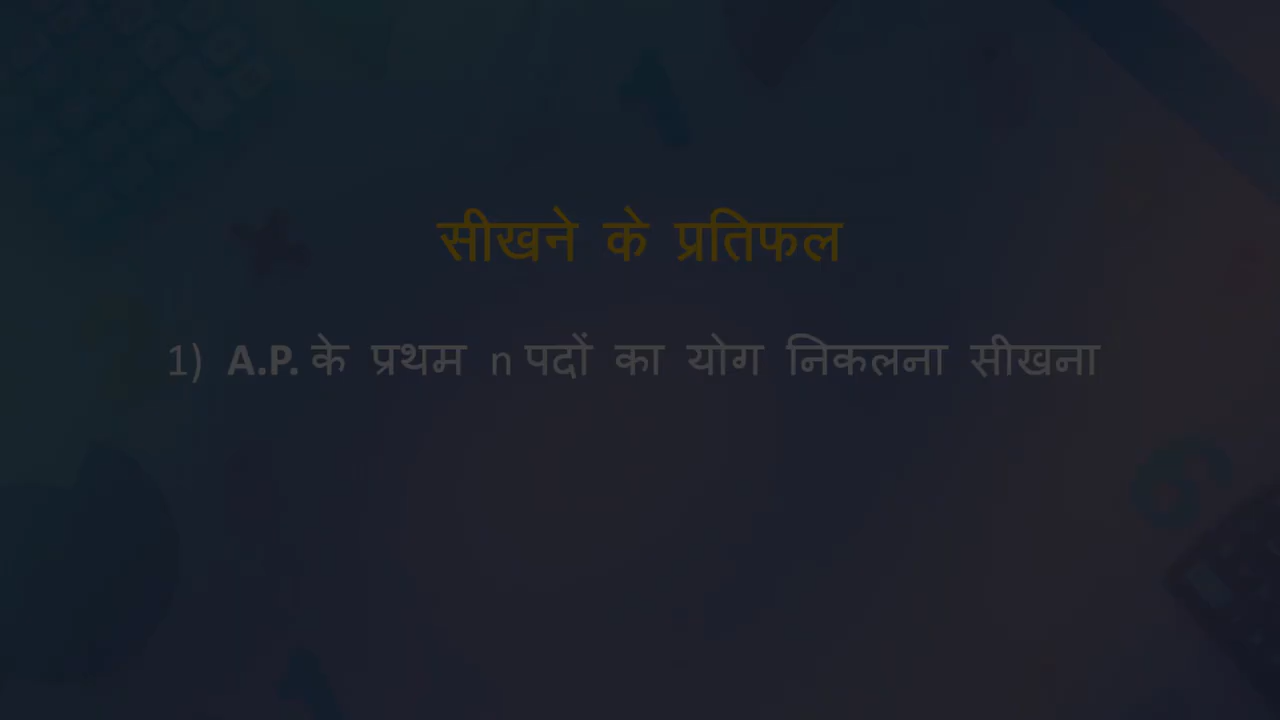 सीखने के प्रतिफल
1) A.P. के प्रथम n पदों का योग निकलना सीखना